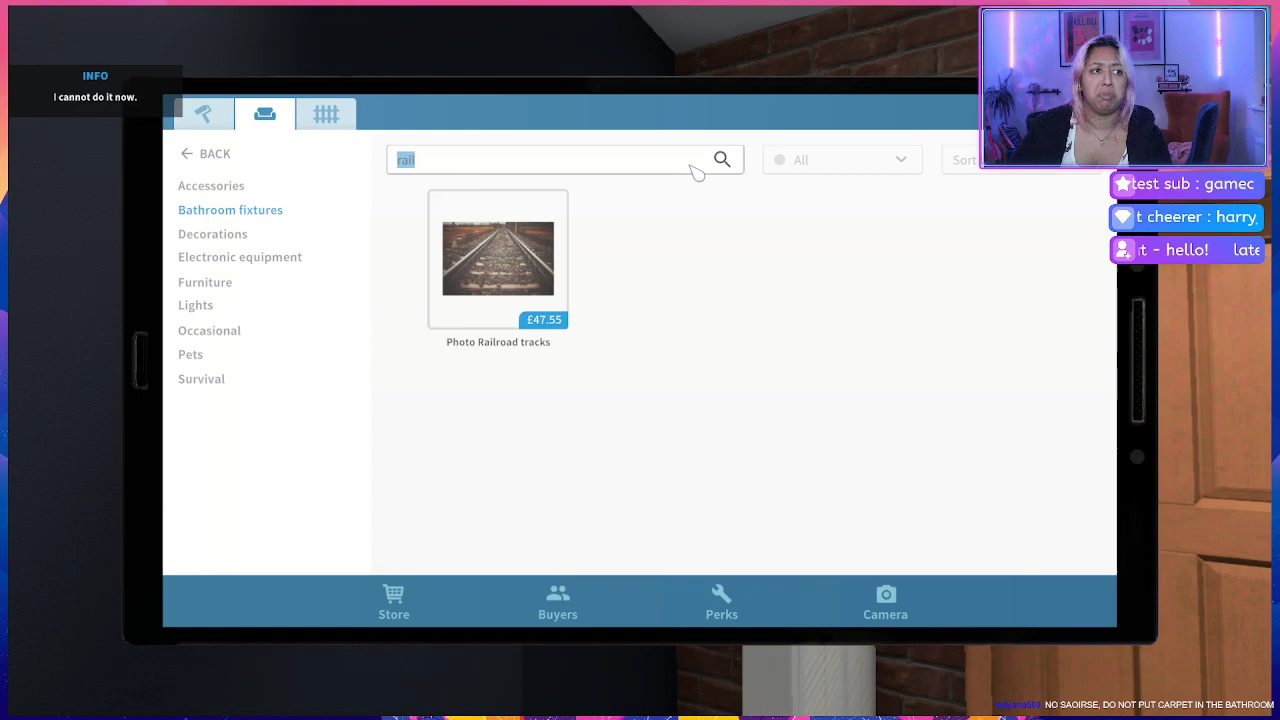 INFO
I cannot do it now.
BACK
Accessories
Bathroom fixtures
Decorations
Electronic equipment
Furniture
Lights
Occasional
Pets
Survival
rail
All
Sort
£47.55
Photo Railroad tracks
Store
Buyers
Perks
Camera
KILL BILL
test sub : gamec
t cheerer : harry,
t - hello! late
NO SAOIRSE, DO NOT PUT CARPET IN THE BATHROOM